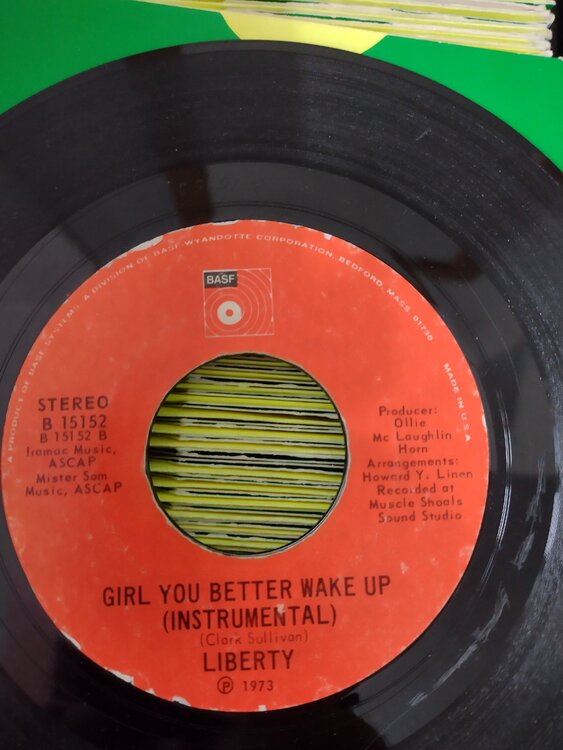 A PRODUCT OF BASF SYSTEMS · A DIVISION OF BASF WYANDOTTE CORPORATION, BEDFORD, MASS. 01730
MADE IN U.S.A.
BASF
STEREO
B 15152
B 15152 B
Iramac Music,
ASCAP
Mister Som
Music, ASCAP
Producer:
Ollie
Mc Laughlin
Horn
Arrangements:
Howard Y. Linen
Recorded at
Muscle Shoals
Sound Studio
GIRL YOU BETTER WAKE UP
(INSTRUMENTAL)
(Clark Sullivan)
LIBERTY
Ⓟ 1973